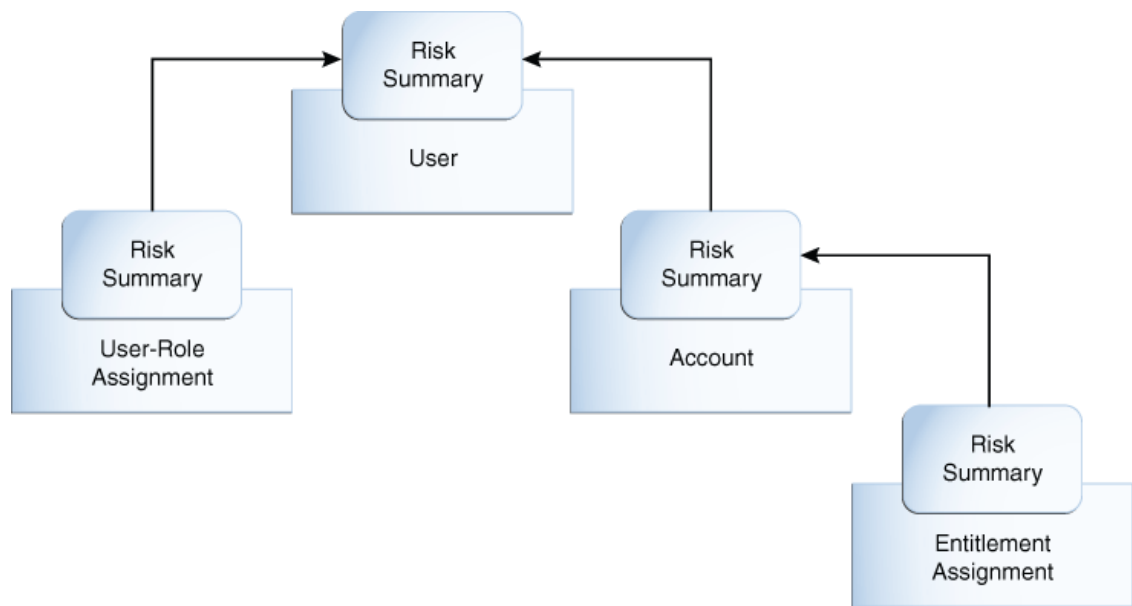 Risk
Summary
User
Risk
Summary
User-Role
Assignment
Risk
Summary
Account
Risk
Summary
Entitlement
Assignment